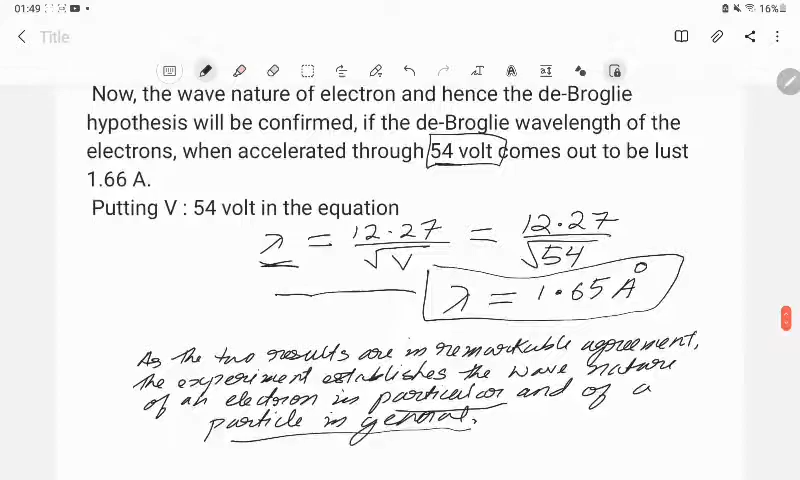 01:49
16%
Title
Now, the wave nature of electron and hence the de-Broglie
hypothesis will be confirmed, if the de-Broglie wavelength of the
electrons, when accelerated through 54 volt comes out to be lust
1.66 A.
Putting V : 54 volt in the equation
λ = 12.27/√V = 12.27/√54
λ = 1.65 A°
As the two results are in remarkable agreement,
the experiment establishes the wave nature
of an electron in particular and of a
particle in general.